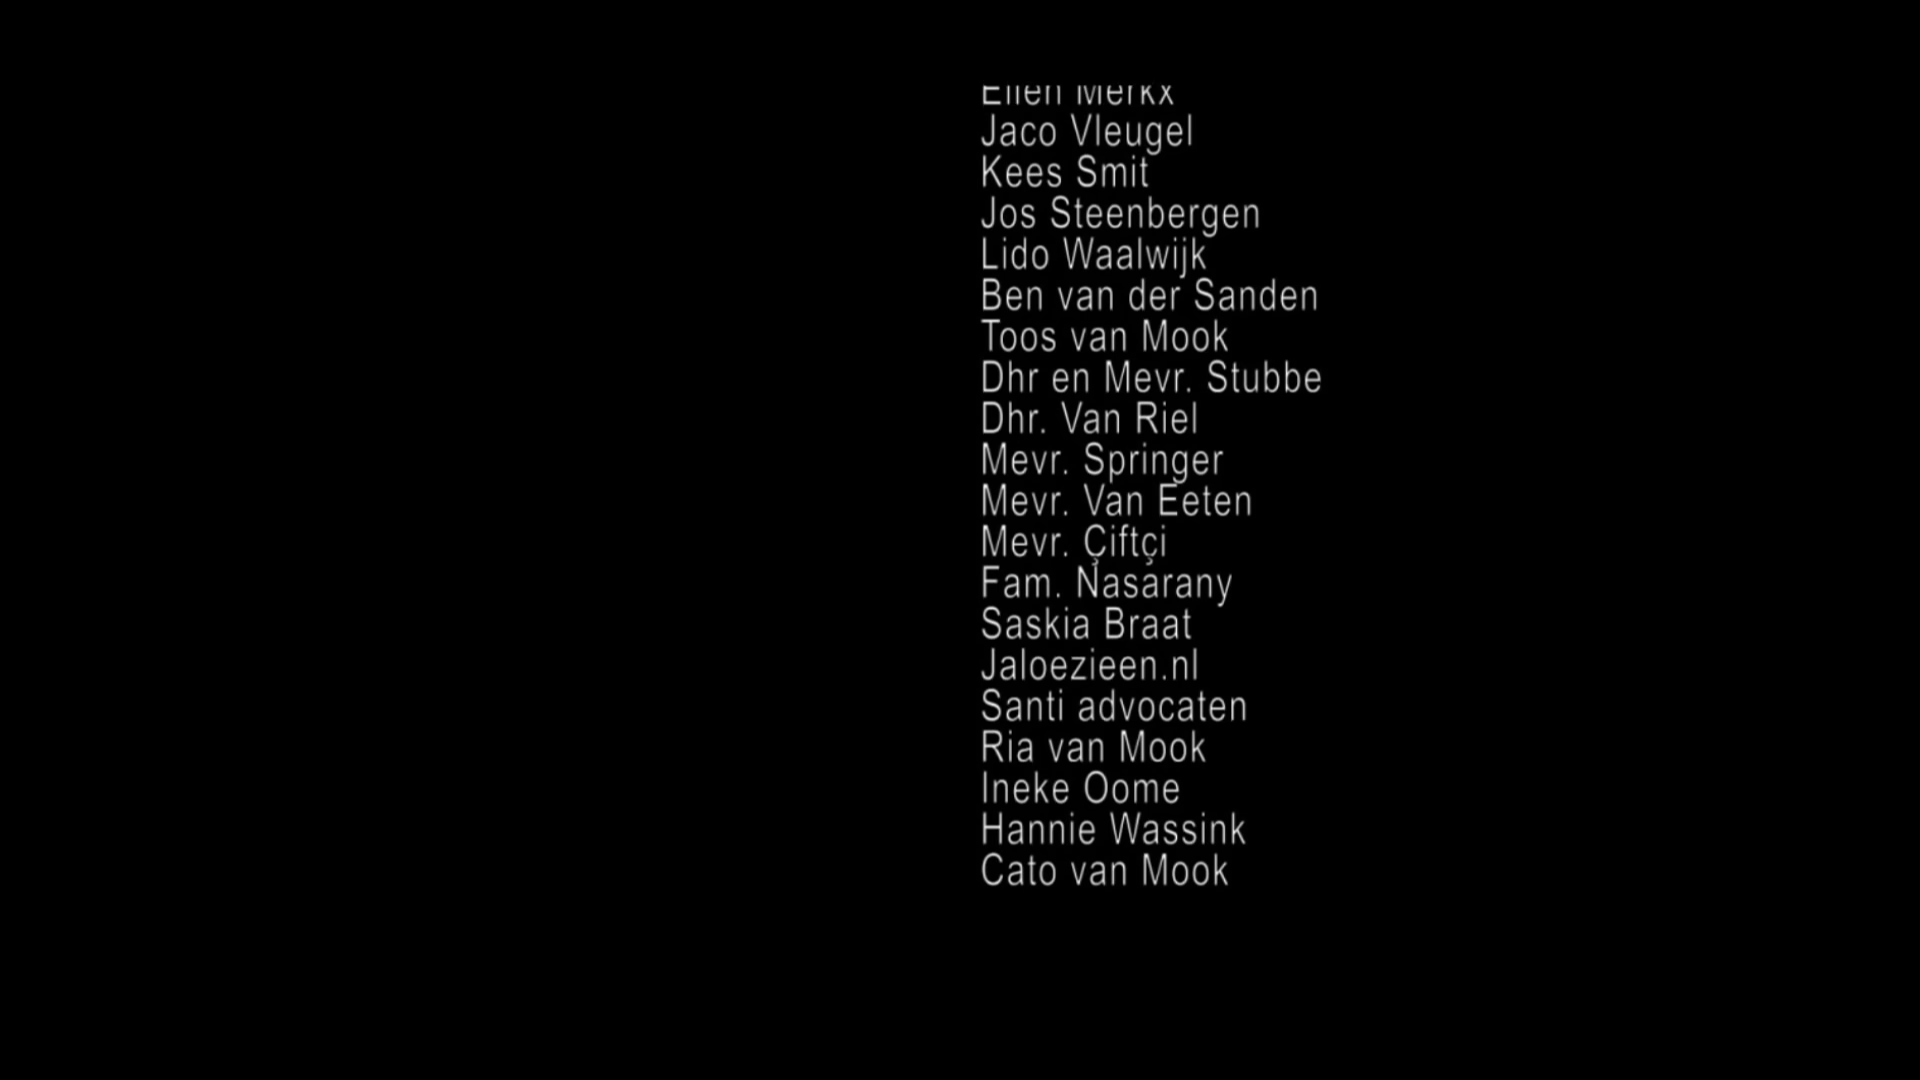 Ellen Merkx
Jaco Vleugel
Kees Smit
Jos Steenbergen
Lido Waalwijk
Ben van der Sanden
Toos van Mook
Dhr en Mevr. Stubbe
Dhr. Van Riel
Mevr. Springer
Mevr. Van Eeten
Mevr. Çiftçi
Fam. Nasarany
Saskia Braat
Jaloezieen.nl
Santi advocaten
Ria van Mook
Ineke Oome
Hannie Wassink
Cato van Mook